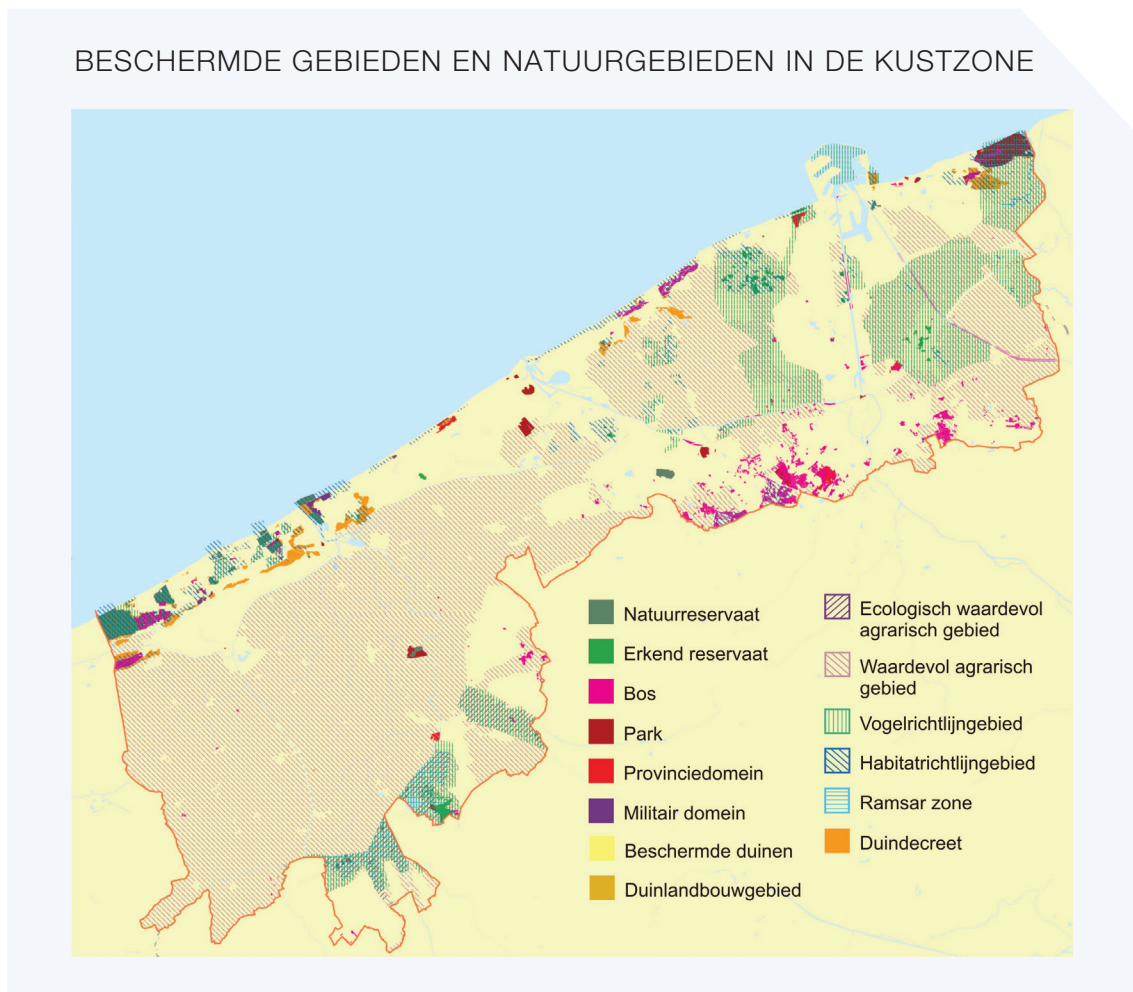 BESCHERMDE GEBIEDEN EN NATUURGEBIEDEN IN DE KUSTZONE
Natuurreservaat
Erkend reservaat
Bos
Park
Provinciedomein
Militair domein
Beschermde duinen
Duinlandbouwgebied
Ecologisch waardevol
agrarisch gebied
Waardevol agrarisch
gebied
Vogelrichtlijngebied
Habitatrichtlijngebied
Ramsar zone
Duindecreet